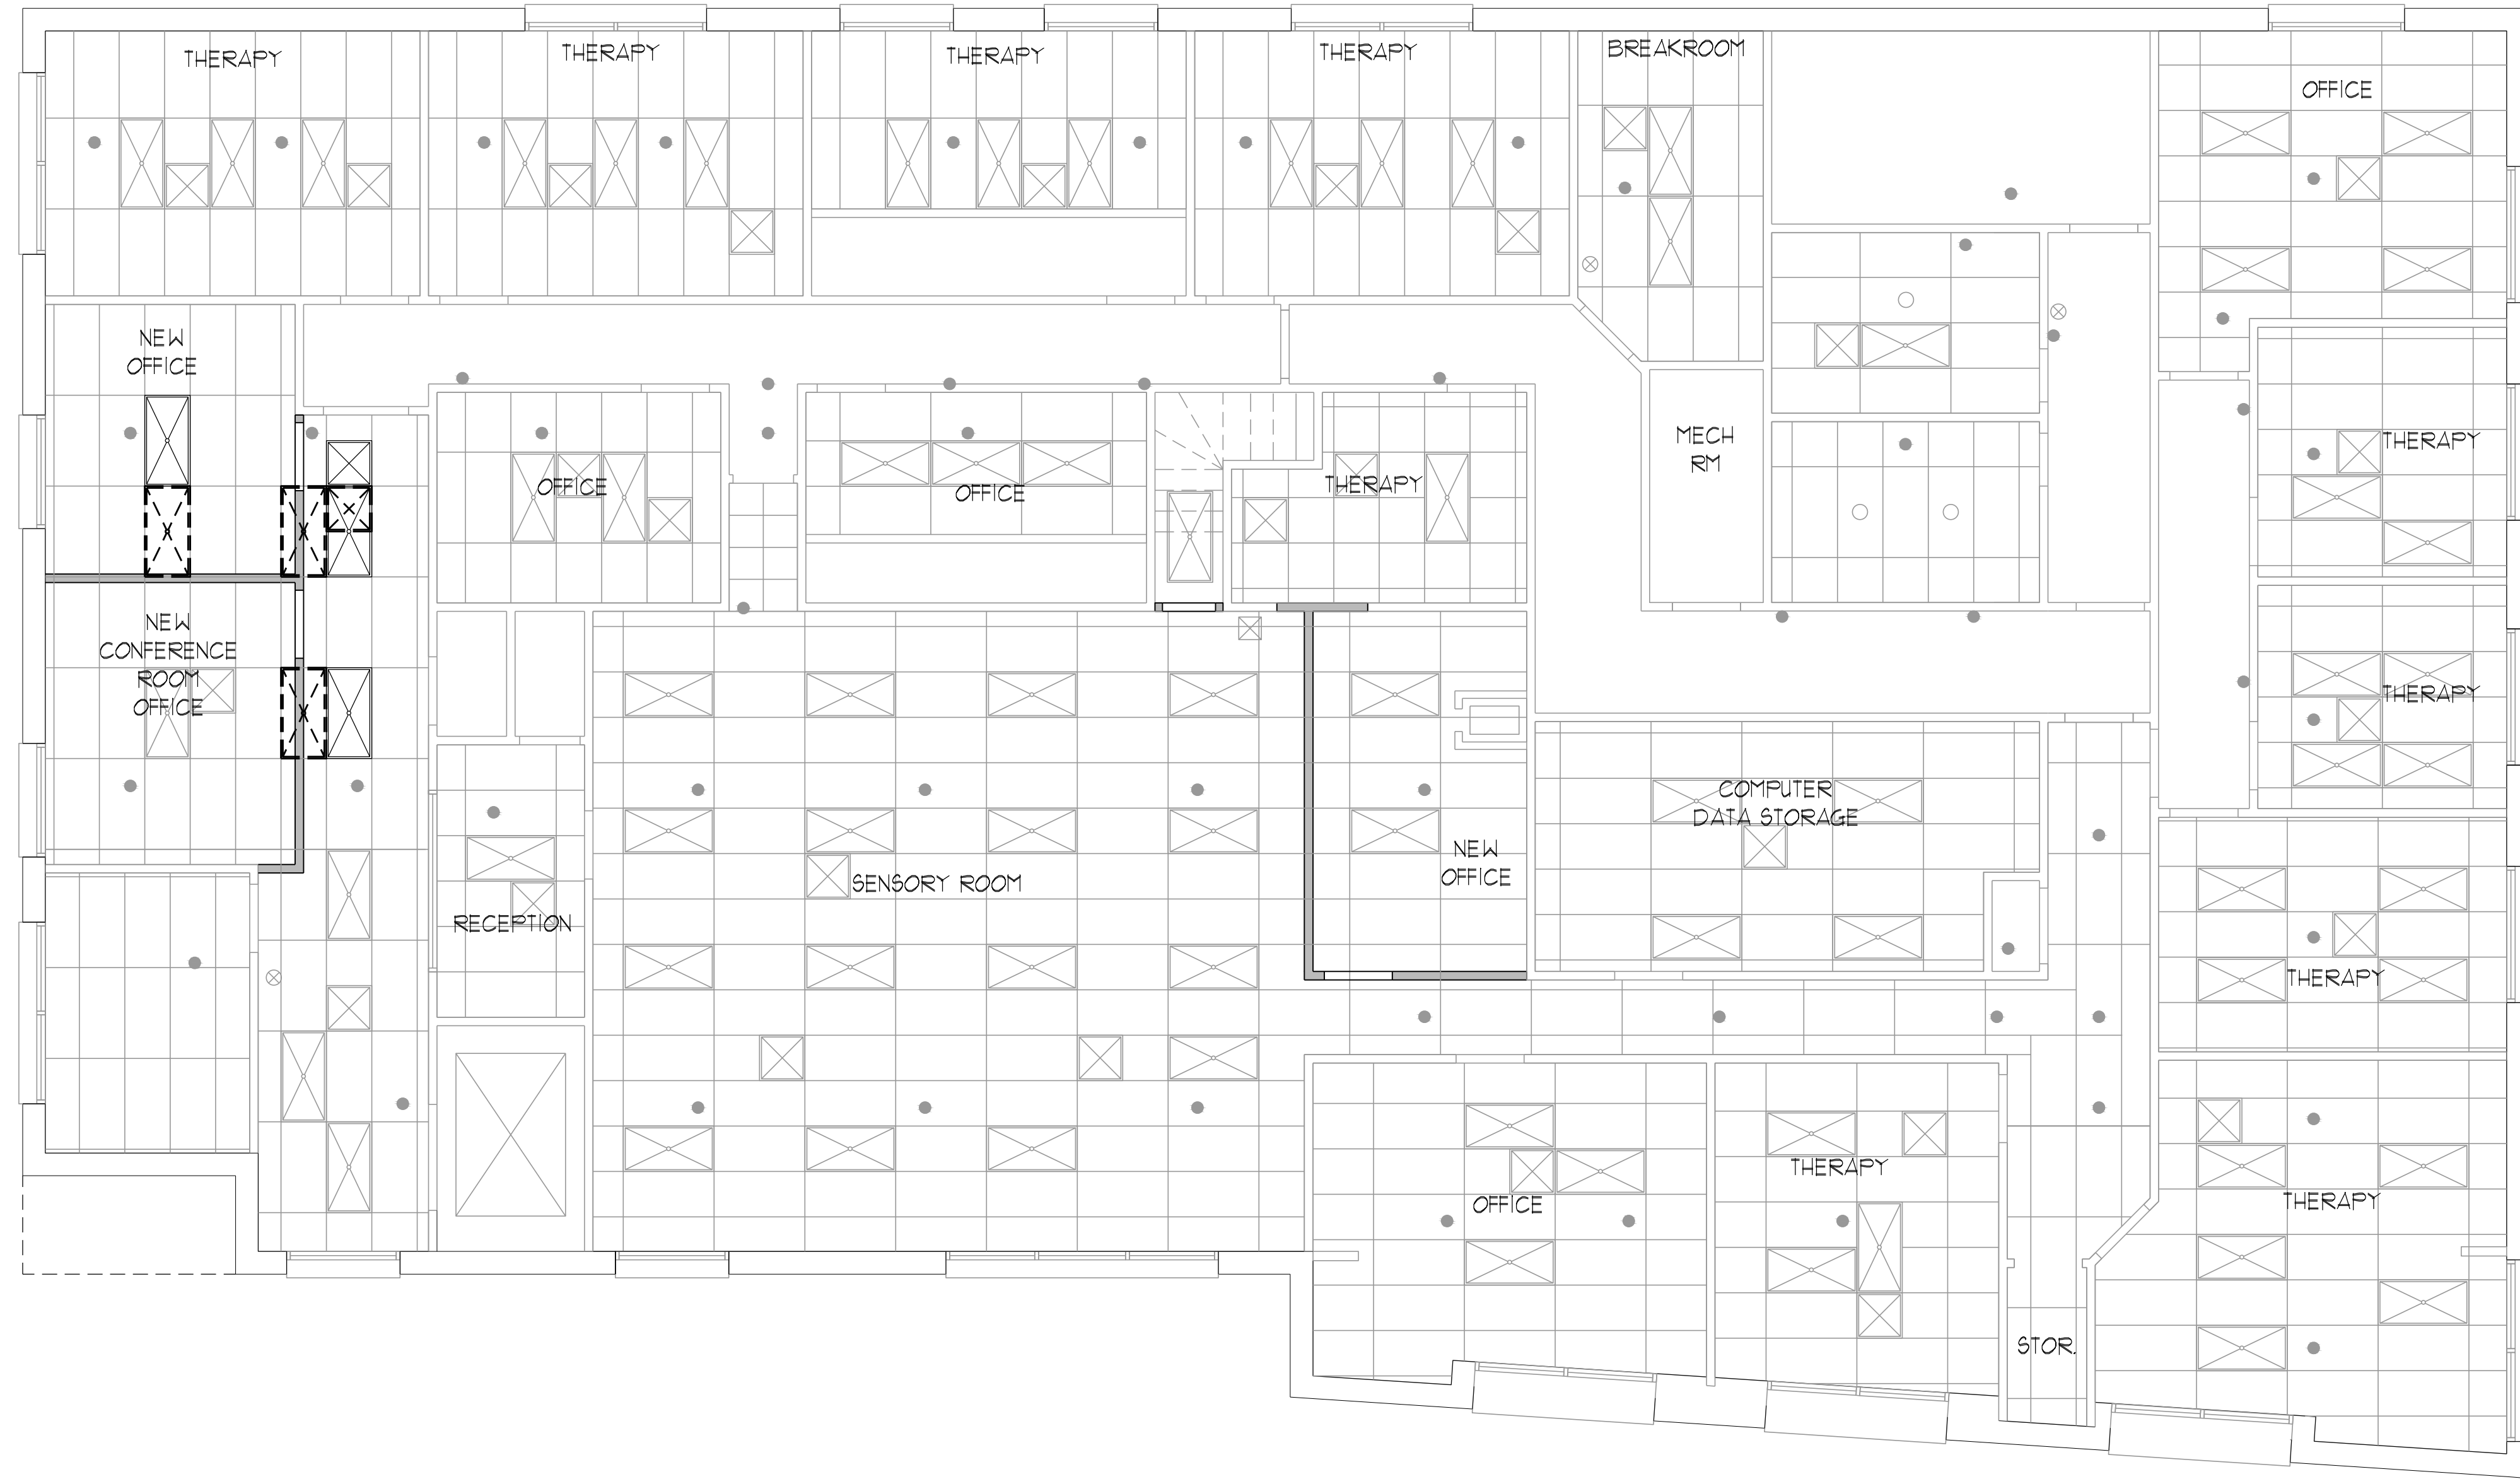 THERAPY
THERAPY
THERAPY
THERAPY
BREAKROOM
OFFICE
NEW
OFFICE
MECH
RM
THERAPY
OFFICE
OFFICE
THERAPY
NEW
CONFERENCE
ROOM
OFFICE
THERAPY
COMPUTER
DATA STORAGE
NEW
OFFICE
SENSORY ROOM
RECEPTION
THERAPY
THERAPY
OFFICE
THERAPY
STOR.